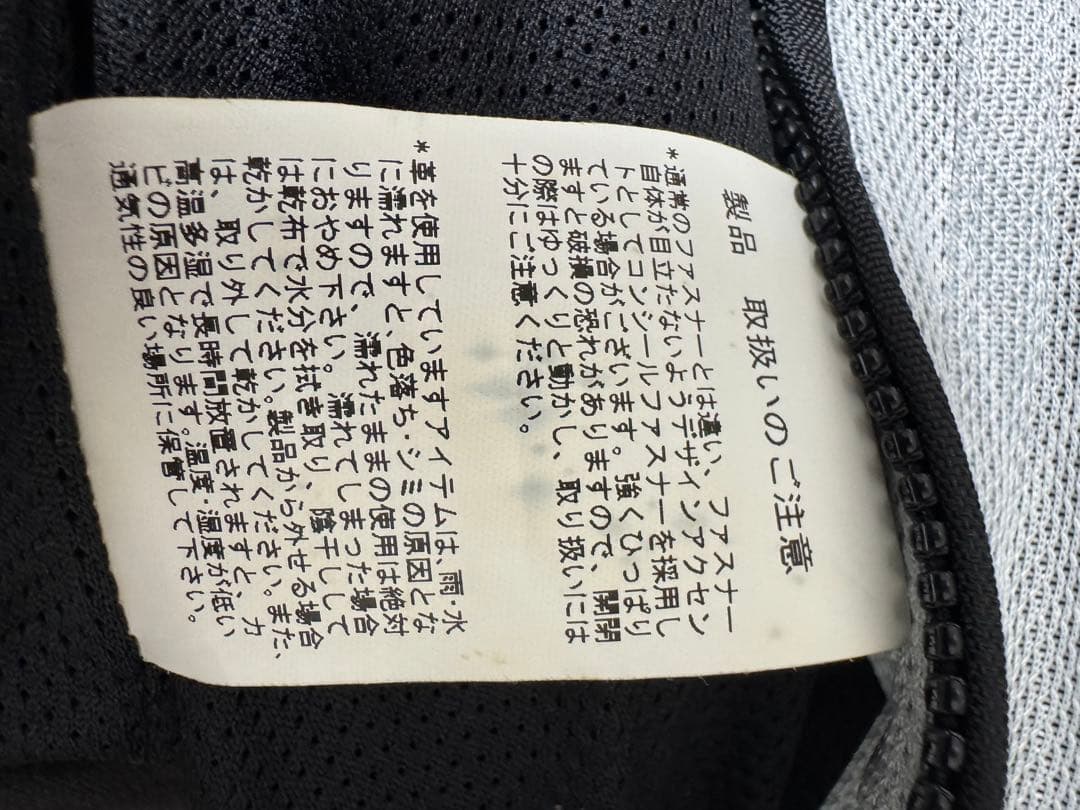 製品 取扱いのご注意
*通常のファスナーとは違い、ファスナー
自体が目立たないようデザインアクセン
トとしてコンシールファスナーを採用し
ている場合がございます。強くひっぱり
ますと破損の恐れがありますので、開閉
の際はゆっくりと動かし、取り扱いには
十分にご注意ください。
*革を使用していますアイテムは、雨・水
に濡れますと、色落ち・シミの原因とな
りますので、濡れたままの使用は絶対
におやめ下さい。濡れてしまった場合
は乾布で水分を拭き取り、陰干しして
乾かしてください。製品から外せる場合
は、取り外して乾かしてください。また、
高温多湿で長時間放置されますと、カ
ビの原因となります。温度・湿度が低い
通気性の良い場所に保管して下さい。